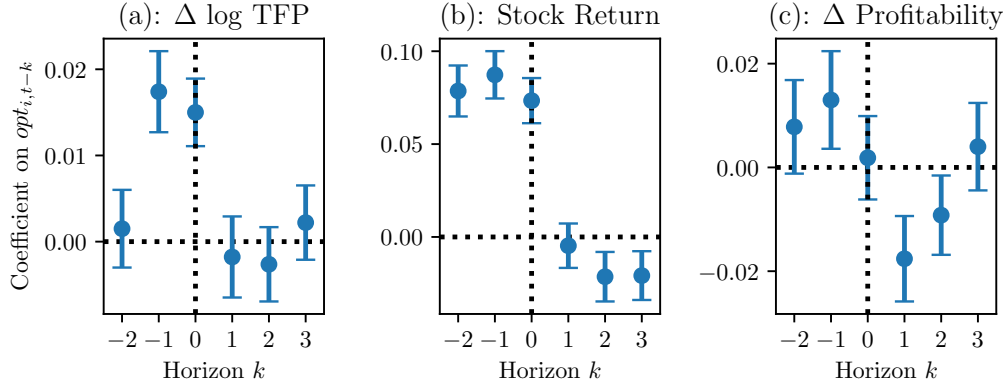 (a): Δ log TFP
(b): Stock Return
(c): Δ Profitability
Coefficient on opt_{i,t−k}
0.02
0.01
0.00
−2 −1 0 1 2 3
Horizon k
0.10
0.05
0.00
−2 −1 0 1 2 3
Horizon k
0.02
0.00
−0.02
−2 −1 0 1 2 3
Horizon k